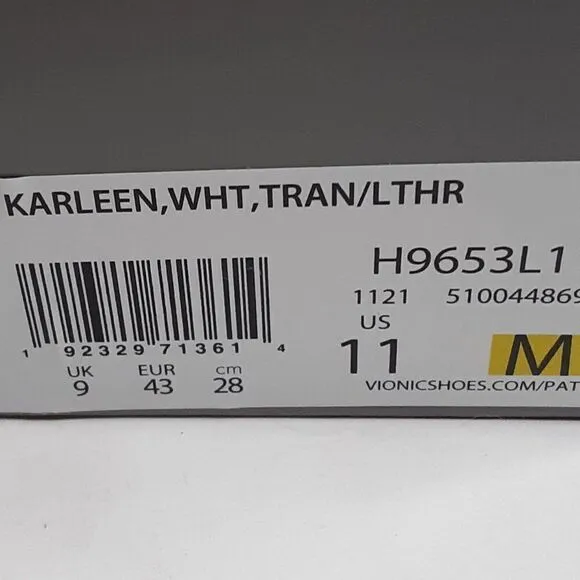 KARLEEN,WHT,TRAN/LTHR
H9653L1
1121 510044869
1 92329 71361 4
US
11 M
UK EUR cm
9 43 28
VIONICSHOES.COM/PAT